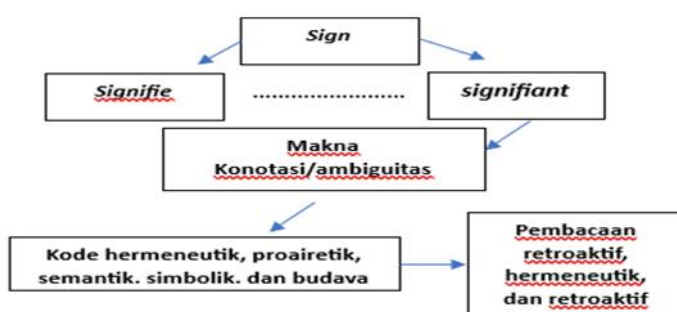 Sign
Signifie
signifiant
Makna
Konotasi/ambiguitas
Kode hermeneutik, proairetik,
semantik. simbolik. dan budava
Pembacaan
retroaktif,
hermeneutik,
dan retroaktif